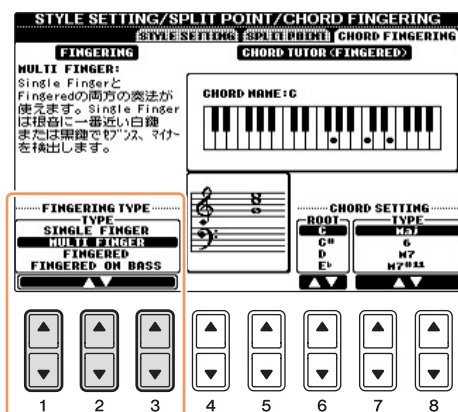 STYLE SETTING/SPLIT POINT/CHORD FINGERING
STYLE SETTING SPLIT POINT CHORD FINGERING
FINGERING
CHORD TUTOR (FINGERED)
MULTI FINGER:
Single Fingerと
Fingeredの両方の奏法が
使えます。Single Finger
は根音に一番近い白鍵
または黒鍵でセブンス、マイナー
を検出します。
CHORD NAME:C
FINGERING TYPE
TYPE
SINGLE FINGER
MULTI FINGER
FINGERED
FINGERED ON BASS
CHORD SETTING
ROOT TYPE
C Maj
C# 6
D M7
E♭ M7#11
1 2 3 4 5 6 7 8